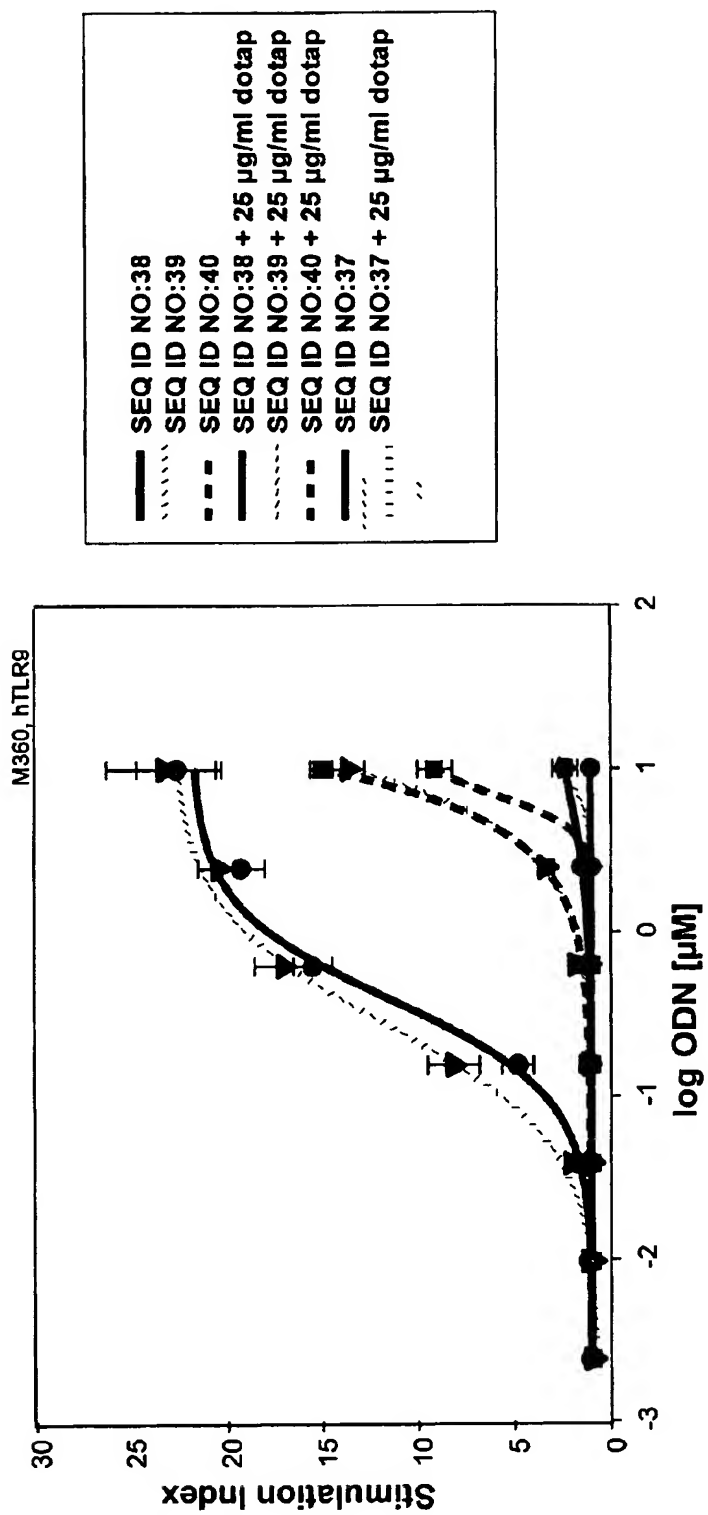 M360, hTLR9
Stimulation Index
30
25
20
15
10
5
0
-3
-2
-1
0
1
2
log ODN [µM]
SEQ ID NO:38
SEQ ID NO:39
SEQ ID NO:40
SEQ ID NO:38 + 25 µg/ml dotap
SEQ ID NO:39 + 25 µg/ml dotap
SEQ ID NO:40 + 25 µg/ml dotap
SEQ ID NO:37
SEQ ID NO:37 + 25 µg/ml dotap